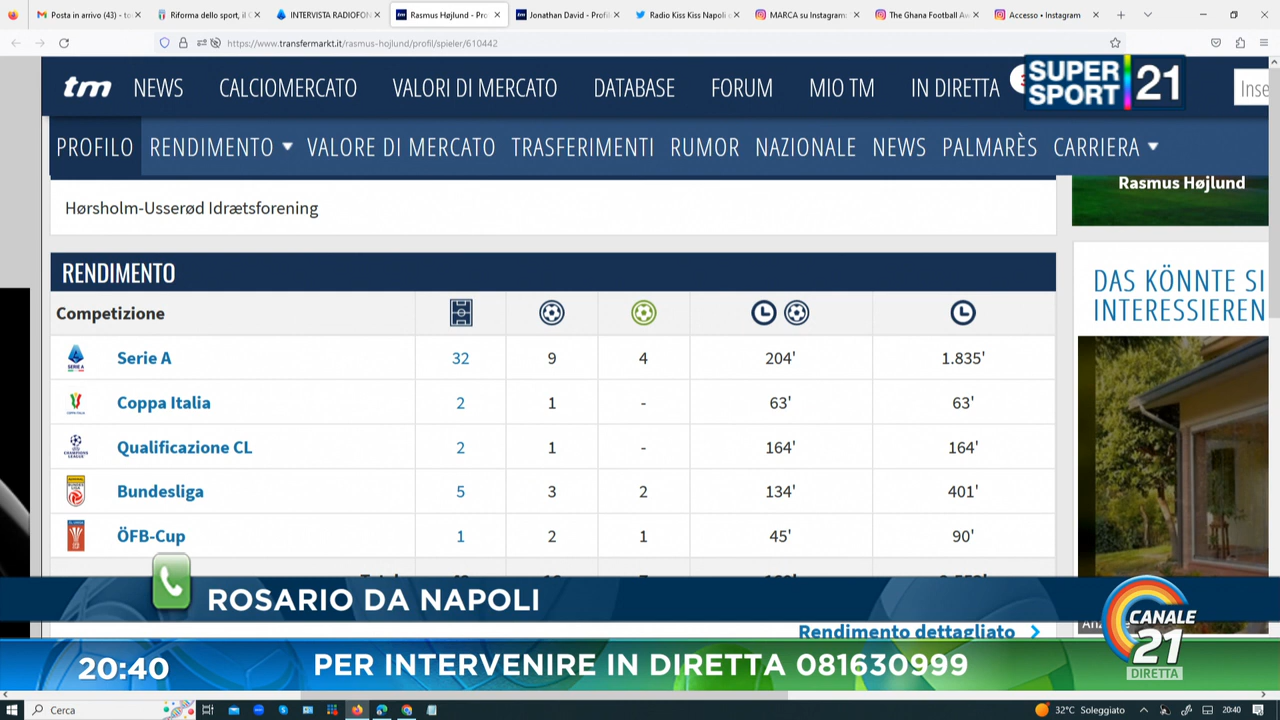 Posta in arrivo (43) - to
Riforma dello sport, il C
INTERVISTA RADIOFON
Rasmus Højlund - Pro
Jonathan David - Profil
Radio Kiss Kiss Napoli
MARCA su Instagram:
The Ghana Football Aw
Accesso • Instagram
https://www.transfermarkt.it/rasmus-hojlund/profil/spieler/610442
tm NEWS CALCIOMERCATO VALORI DI MERCATO DATABASE FORUM MIO TM IN DIRETTA
SUPER SPORT 21
Inse
PROFILO RENDIMENTO VALORE DI MERCATO TRASFERIMENTI RUMOR NAZIONALE NEWS PALMARÈS CARRIERA
Rasmus Højlund
Hørsholm-Usserød Idrætsforening
RENDIMENTO
DAS KÖNNTE SI
INTERESSIEREN
Competizione
SERIE A
Serie A 32 9 4 204' 1.835'
Coppa Italia 2 1 - 63' 63'
Qualificazione CL 2 1 - 164' 164'
Bundesliga 5 3 2 134' 401'
ÖFB-Cup 1 2 1 45' 90'
ROSARIO DA NAPOLI
Rendimento dettagliato
CANALE
21
DIRETTA
20:40 PER INTERVENIRE IN DIRETTA 081630999
Cerca
32°C Soleggiato
20:40